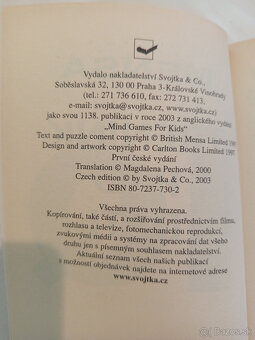 Vydalo nakladatelství Svojtka & Co.,
Soběslavská 32, 130 00 Praha 3-Královské Vinohrady
(tel.: 271 736 610, fax: 272 731 413,
e-mail: svojtka@svojtka.cz, www.svojtka.cz)
jako svou 1138. publikaci v roce 2003 z anglického vydání
„Mind Games For Kids"
Text and puzzle content copyright © British Mensa Limited 1997
Design and artwork copyright © Carlton Books Limited 1997
První české vydání
Translation © Magdalena Pechová, 2000
Czech edition © by Svojtka & Co., 2003
ISBN 80-7237-730-2
Všechna práva vyhrazena.
Kopírování, také částí, a rozšiřování prostřednictvím filmu,
rozhlasu a televize, fotomechanickou reprodukcí,
zvukovými médii a systémy na zpracování dat všeho
druhu jen s písemným souhlasem nakladatelství.
Aktuální seznam všech našich publikací
s možností objednávek najdete na internetové adrese
www.svojtka.cz
bazos.sk